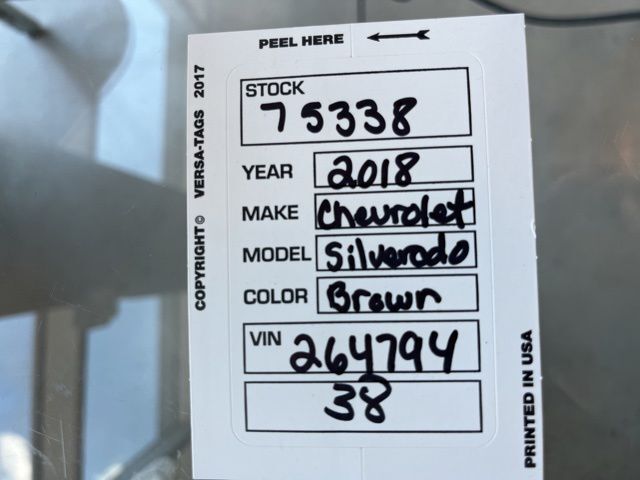 PEEL HERE
COPYRIGHT © VERSA-TAGS 2017
STOCK
75338
YEAR 2018
MAKE Chevrolet
MODEL Silverado
COLOR Brown
VIN 264794
38
PRINTED IN USA